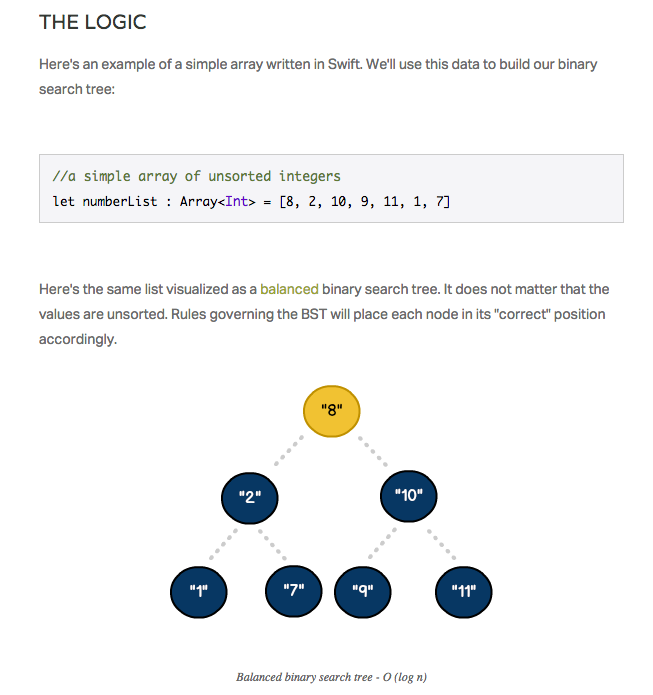 THE LOGIC
Here's an example of a simple array written in Swift. We'll use this data to build our binary
search tree:
//a simple array of unsorted integers
let numberList : Array<Int> = [8, 2, 10, 9, 11, 1, 7]
Here's the same list visualized as a balanced binary search tree. It does not matter that the
values are unsorted. Rules governing the BST will place each node in its "correct" position
accordingly.
"8"
"2"
"10"
"1"
"7"
"9"
"11"
Balanced binary search tree - O (log n)